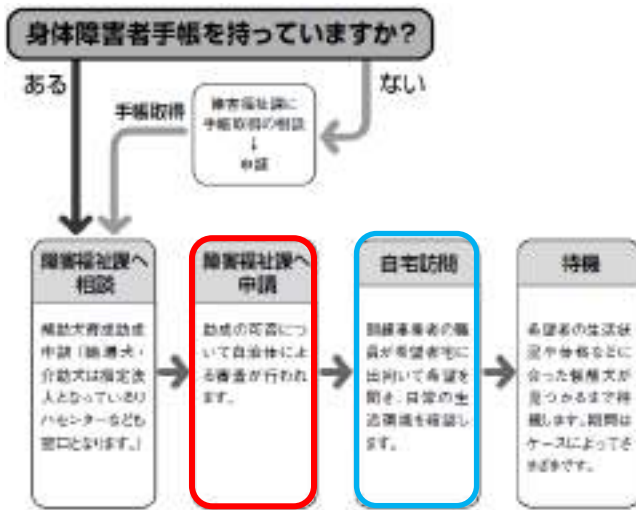 身体障害者手帳を持っていますか?
ある
ない
手帳取得
障害福祉課に
手帳取得の相談
↓
申請
障害福祉課へ
相談
補助犬育成助成
申請(聴導犬・
介助犬は指定法
人となっているリ
ハセンターなども
窓口となります。)
障害福祉課へ
申請
助成の可否につ
いて自治体によ
る審査が行われ
ます。
自宅訪問
訓練事業者の職
員が希望者宅に
出向いて希望を
聞き、日常の生
活環境を確認し
ます。
待機
希望者の生活状
況や性格などに
合った候補犬が
見つかるまで待
機します。期間は
ケースによってさ
まざまです。